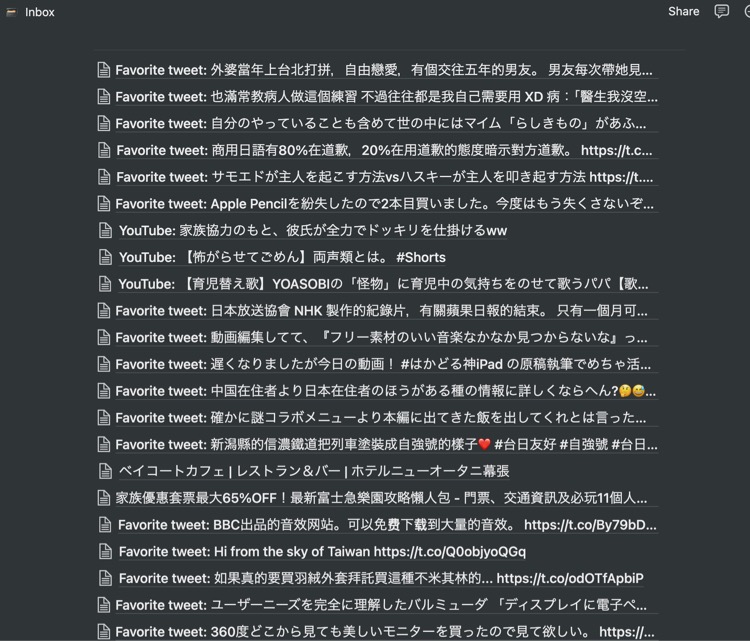 Inbox
Share
Favorite tweet: 外婆當年上台北打拼，自由戀愛，有個交往五年的男友。 男友每次帶她見...
Favorite tweet: 也滿常教病人做這個練習 不過往往都是我自己需要用 XD 病：「醫生我沒空...
Favorite tweet: 自分のやっていることも含めて世の中にはマイム「らしきもの」があふ...
Favorite tweet: 商用日語有80%在道歉，20%在用道歉的態度暗示對方道歉。 https://t.c...
Favorite tweet: サモエドが主人を起こす方法vsハスキーが主人を叩き起す方法 https://t....
Favorite tweet: Apple Pencilを紛失したので2本目買いました。今度はもう失くさないぞ...
YouTube: 家族協力のもと、彼氏が全力でドッキリを仕掛けるww
YouTube: 【怖がらせてごめん】両声類とは。 #Shorts
YouTube: 【育児替え歌】YOASOBIの「怪物」に育児中の気持ちをのせて歌うパパ【歌...
Favorite tweet: 日本放送協會 NHK 製作的紀錄片，有關蘋果日報的結束。 只有一個月可...
Favorite tweet: 動画編集してて、『フリー素材のいい音楽なかなか見つからないな』っ...
Favorite tweet: 遅くなりましたが今日の動画！ #はかどる神iPad の原稿執筆でめちゃ活...
Favorite tweet: 中国在住者より日本在住者のほうがある種の情報に詳しくならへん?🤔😅...
Favorite tweet: 確かに謎コラボメニューより本編に出てきた飯を出してくれとは言った...
Favorite tweet: 新潟縣的信濃鐵道把列車塗裝成自強號的樣子❤️ #台日友好 #自強號 #台日...
ベイコートカフェ | レストラン＆バー | ホテルニューオータニ幕張
家族優惠套票最大65%OFF！最新富士急樂園攻略懶人包 - 門票、交通資訊及必玩11個人...
Favorite tweet: BBC出品的音效网站。可以免费下载到大量的音效。 https://t.co/By79bD...
Favorite tweet: Hi from the sky of Taiwan https://t.co/Q0objyoQGq
Favorite tweet: 如果真的要買羽絨外套拜託買這種不米其林的... https://t.co/odOTfApbiP
Favorite tweet: ユーザーニーズを完全に理解したバルミューダ 「ディスプレイに電子ペ...
Favorite tweet: 360度どこから見ても美しいモニターを買ったので見て欲しい。 https://...